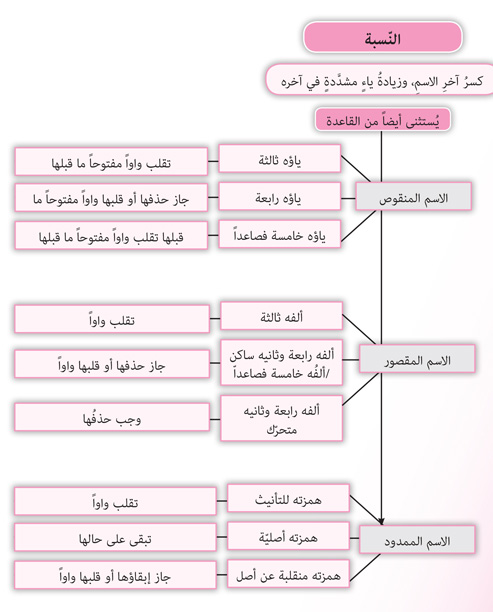 النّسبة
كسرُ آخرِ الاسمِ، وزيادةُ ياءٍ مشدَّدةٍ في آخره
يُستثنى أيضاً من القاعدة
الاسم المنقوص
ياؤه ثالثة
تقلب واواً مفتوحاً ما قبلها
ياؤه رابعة
جاز حذفها أو قلبها واواً مفتوحاً ما
ياؤه خامسة فصاعداً
قبلها تقلب واواً مفتوحاً ما قبلها
الاسم المقصور
ألفه ثالثة
تقلب واواً
ألفه رابعة وثانيه ساكن
/ألفُه خامسة فصاعداً
جاز حذفها أو قلبها واواً
ألفه رابعة وثانيه
متحرّك
وجب حذفُها
الاسم الممدود
همزته للتأنيث
تقلب واواً
همزته أصليّة
تبقى على حالها
همزته منقلبة عن أصل
جاز إبقاؤها أو قلبها واواً